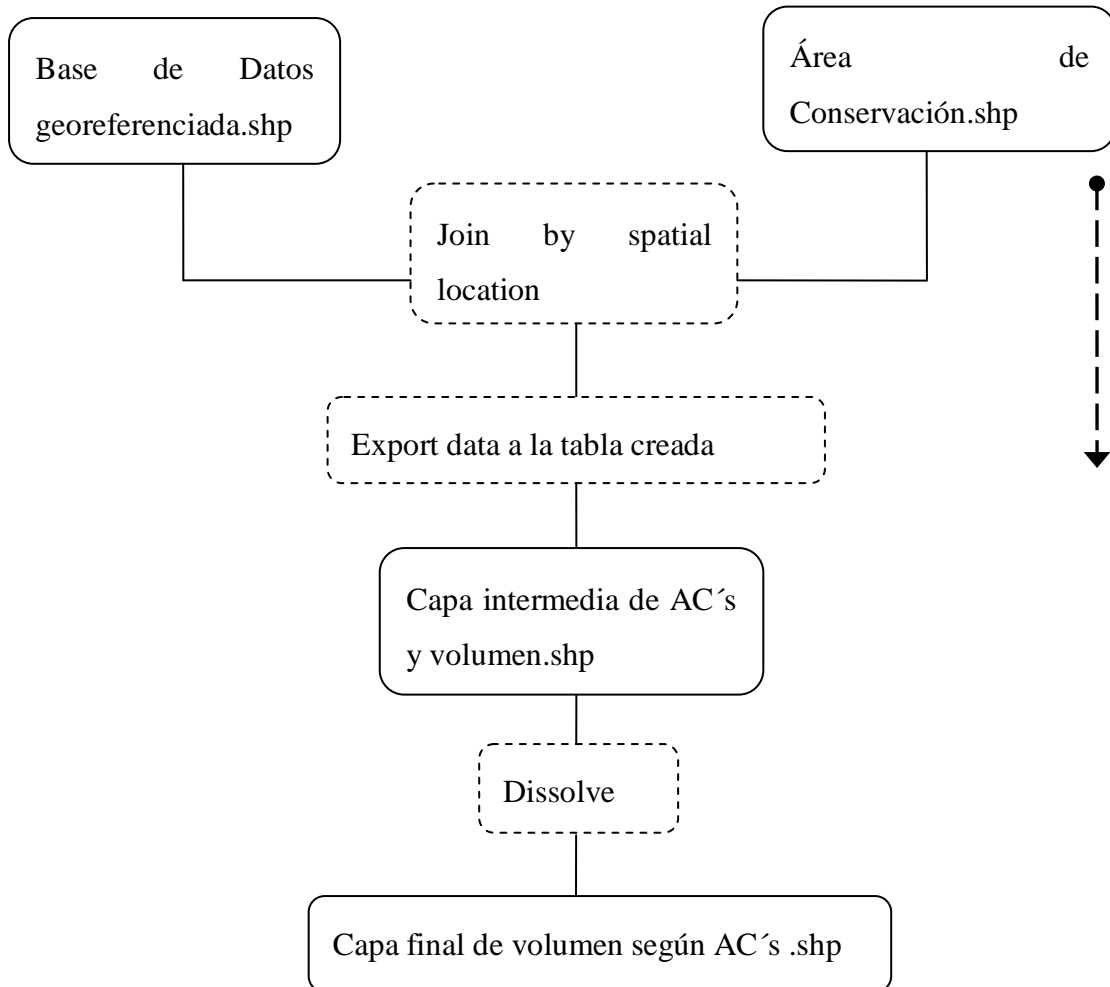 Base de Datos
georeferenciada.shp
Área de
Conservación.shp
Join by spatial
location
Export data a la tabla creada
Capa intermedia de AC´s
y volumen.shp
Dissolve
Capa final de volumen según AC´s .shp